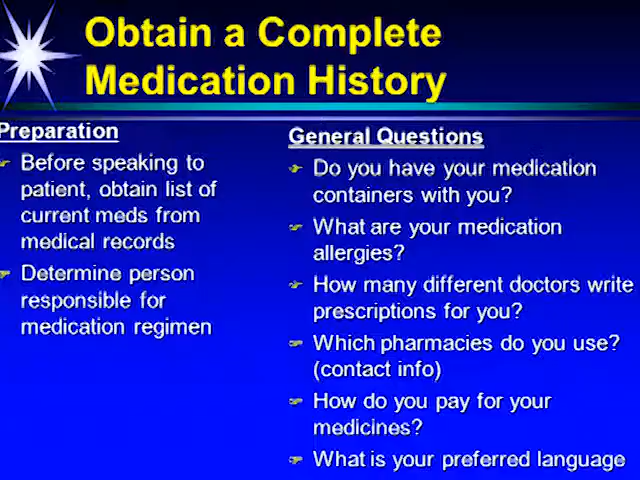 Obtain a Complete
Medication History
Preparation
Before speaking to
patient, obtain list of
current meds from
medical records
Determine person
responsible for
medication regimen
General Questions
Do you have your medication
containers with you?
What are your medication
allergies?
How many different doctors write
prescriptions for you?
Which pharmacies do you use?
(contact info)
How do you pay for your
medicines?
What is your preferred language